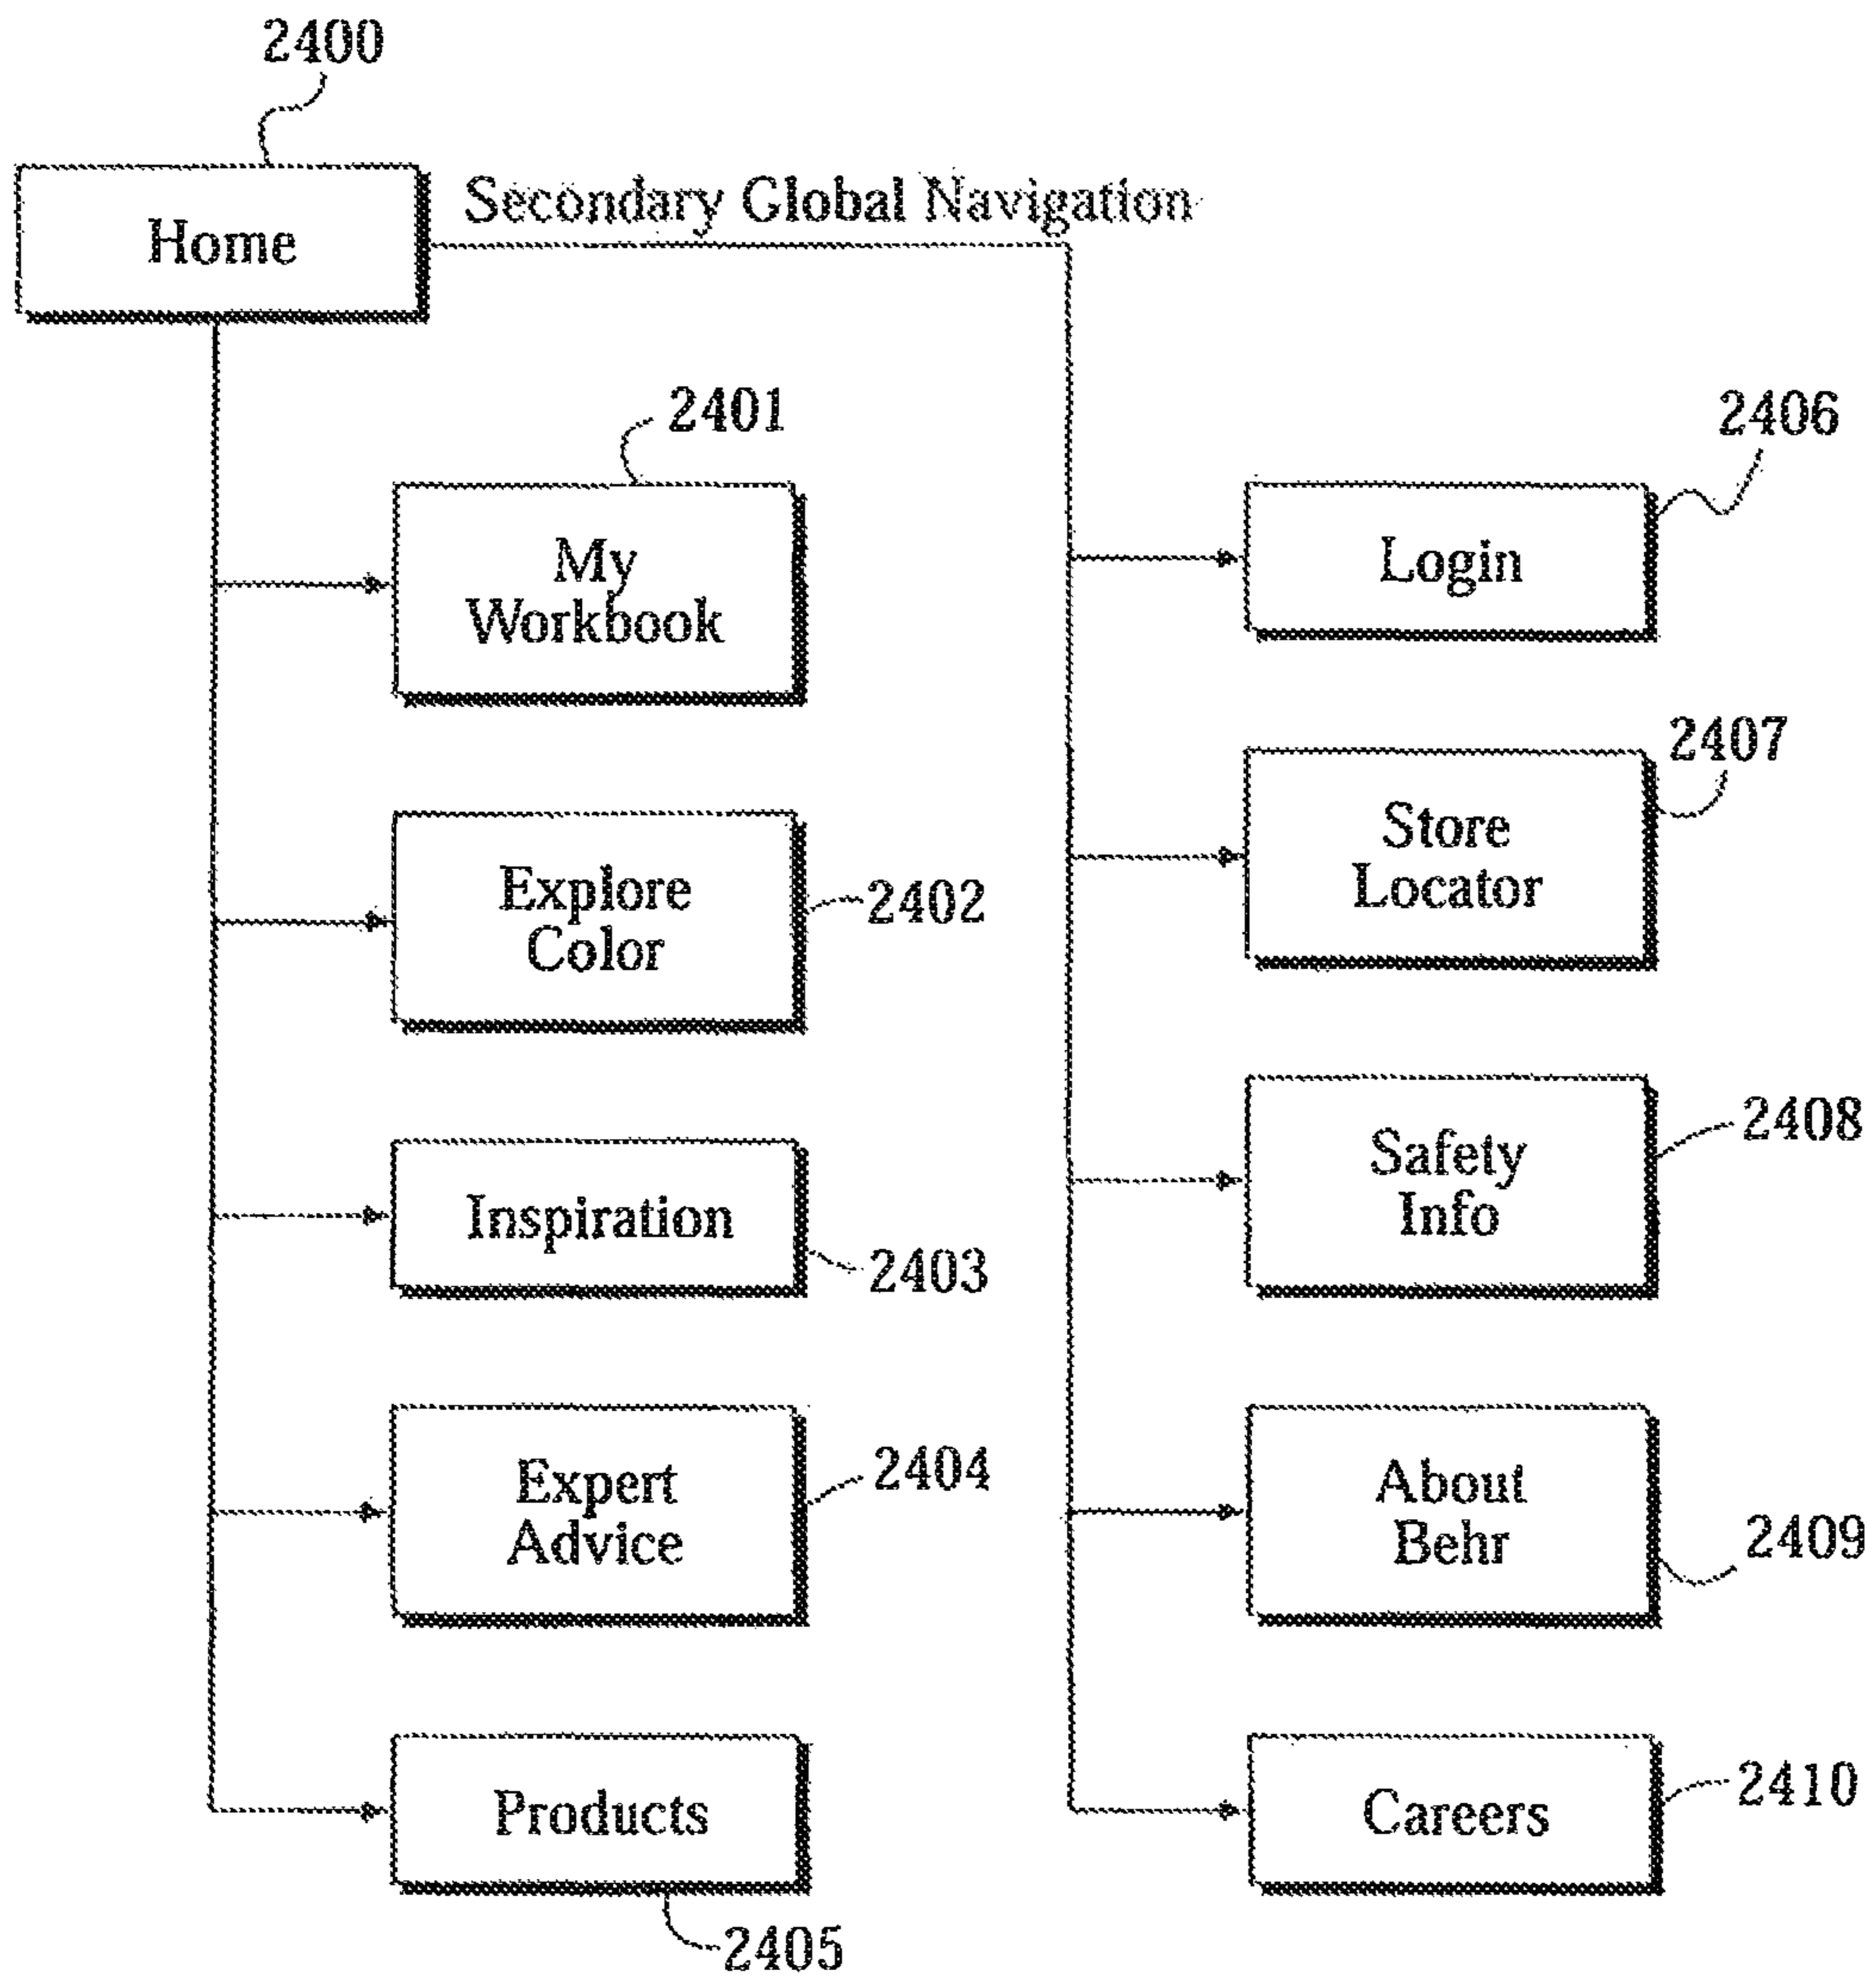 2400
Home
Secondary Global Navigation
2401
My
Workbook
2402
Explore
Color
2403
Inspiration
2404
Expert
Advice
2405
Products
2406
Login
2407
Store
Locator
2408
Safety
Info
2409
About
Behr
2410
Careers